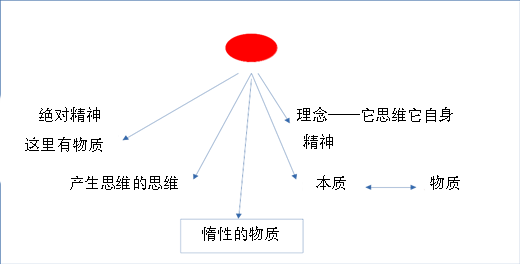 绝对精神
理念——它思维它自身
这里有物质
精神
产生思维的思维
本质
物质
惰性的物质